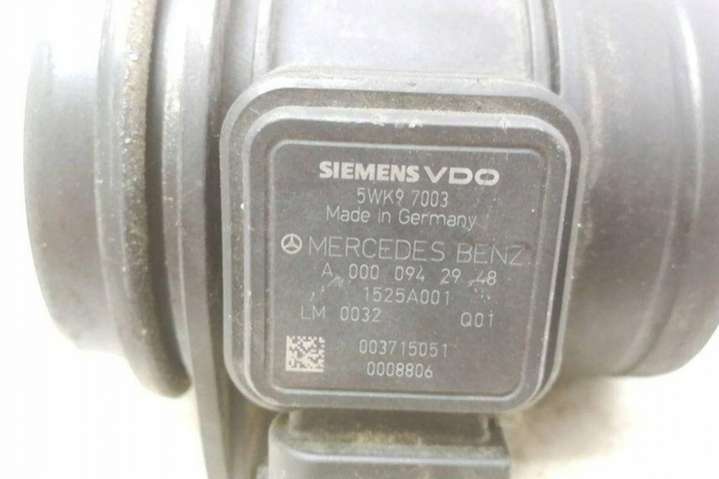 SIEMENS VDO
5WK9 7003
Made in Germany
MERCEDES BENZ
A 000 094 29 48
1525A001
LM 0032 Q01
003715051
0008806